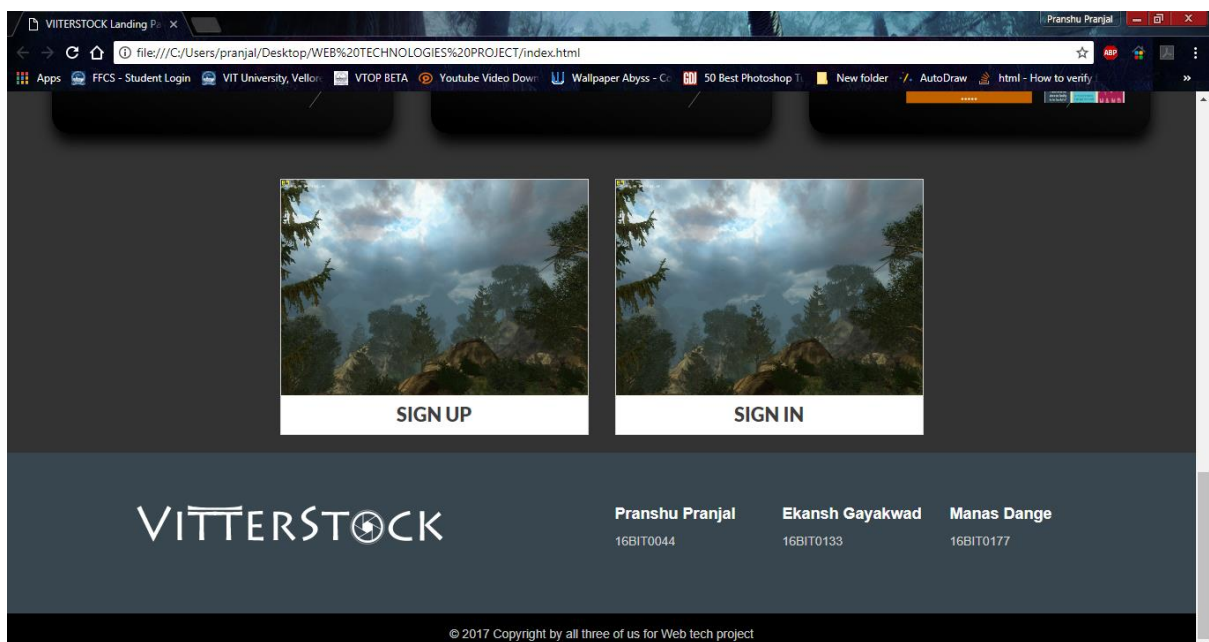 VIITERSTOCK Landing Pa
Pranshu Pranjal
file:///C:/Users/pranjal/Desktop/WEB%20TECHNOLOGIES%20PROJECT/index.html
ABP
Apps FFCS - Student Login VIT University, Vellor VTOP BETA Youtube Video Down Wallpaper Abyss - Co GDJ 50 Best Photoshop Tu New folder AutoDraw html - How to verify »
SIGN UP
SIGN IN
VITTERSTOCK
Pranshu Pranjal Ekansh Gayakwad Manas Dange
16BIT0044 16BIT0133 16BIT0177
© 2017 Copyright by all three of us for Web tech project